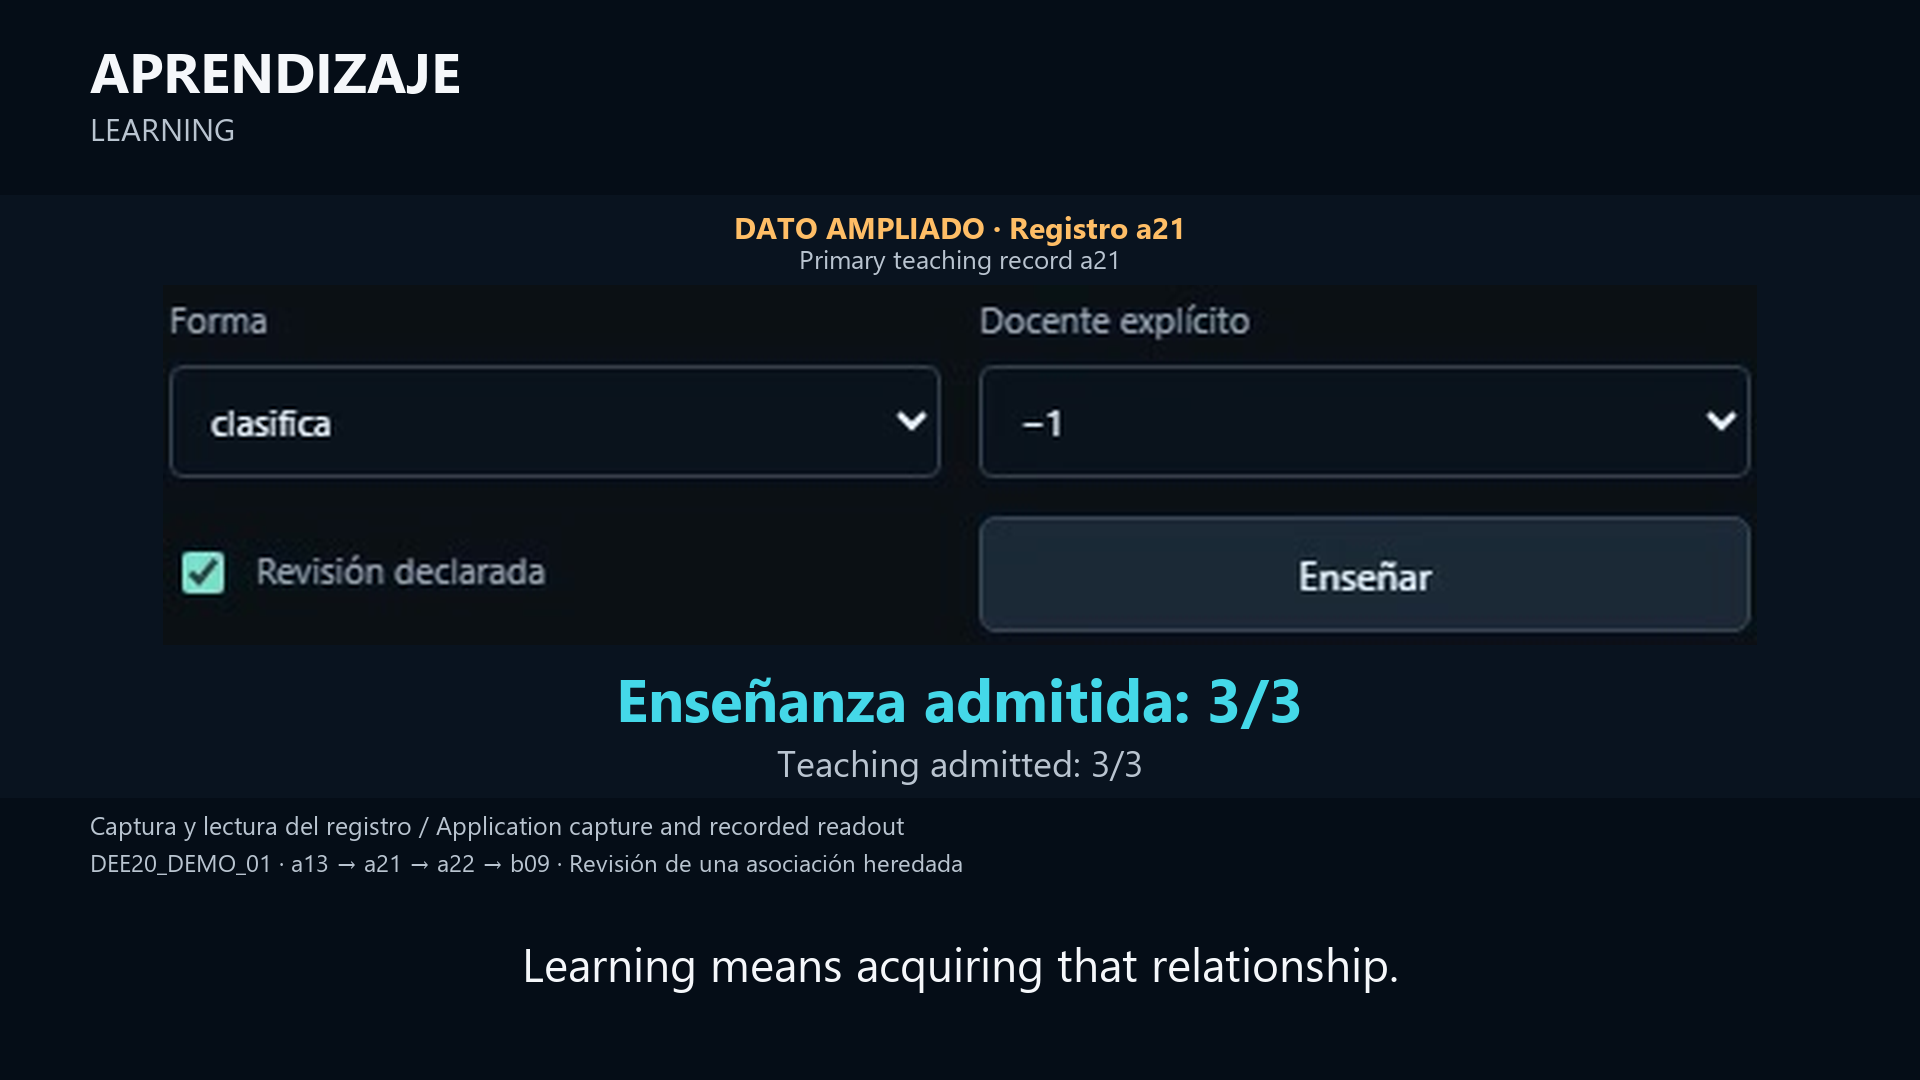 APRENDIZAJE
LEARNING
DATO AMPLIADO · Registro a21
Primary teaching record a21
Forma
Docente explícito
clasifica
−1
Revisión declarada
Enseñar
Enseñanza admitida: 3/3
Teaching admitted: 3/3
Captura y lectura del registro / Application capture and recorded readout
DEE20_DEMO_01 · a13 → a21 → a22 → b09 · Revisión de una asociación heredada
Learning means acquiring that relationship.